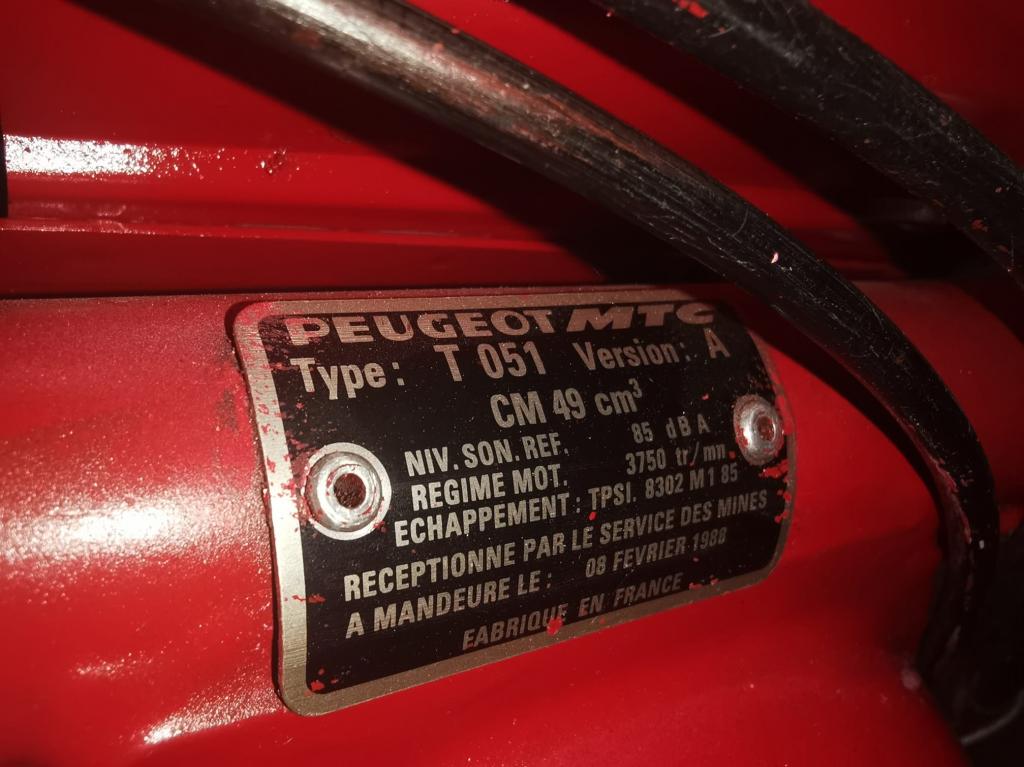 PEUGEOT MTC
Type : T 051 Version : A
CM 49 cm³
NIV. SON. REF. 85 dBA
REGIME MOT. 3750 tr/mn
ECHAPPEMENT : TPSI. 8302 M1 85
RECEPTIONNE PAR LE SERVICE DES MINES
A MANDEURE LE : 08 FEVRIER 1988
FABRIQUE EN FRANCE